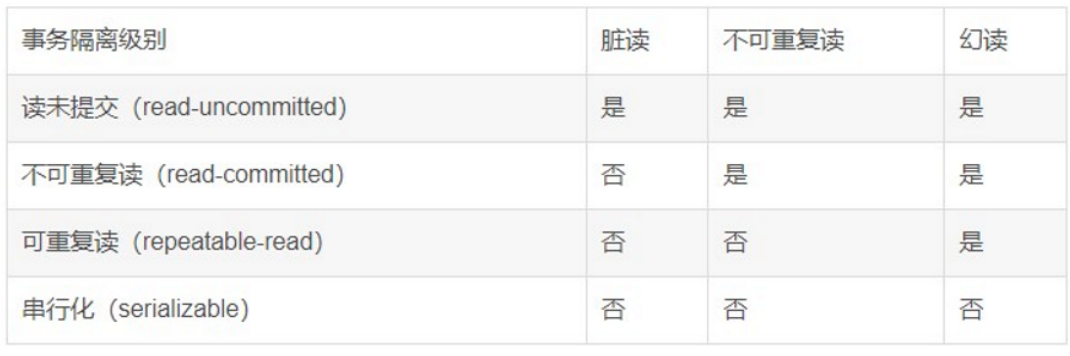 事务隔离级别 脏读 不可重复读 幻读
读未提交（read-uncommitted） 是 是 是
不可重复读（read-committed） 否 是 是
可重复读（repeatable-read） 否 否 是
串行化（serializable） 否 否 否